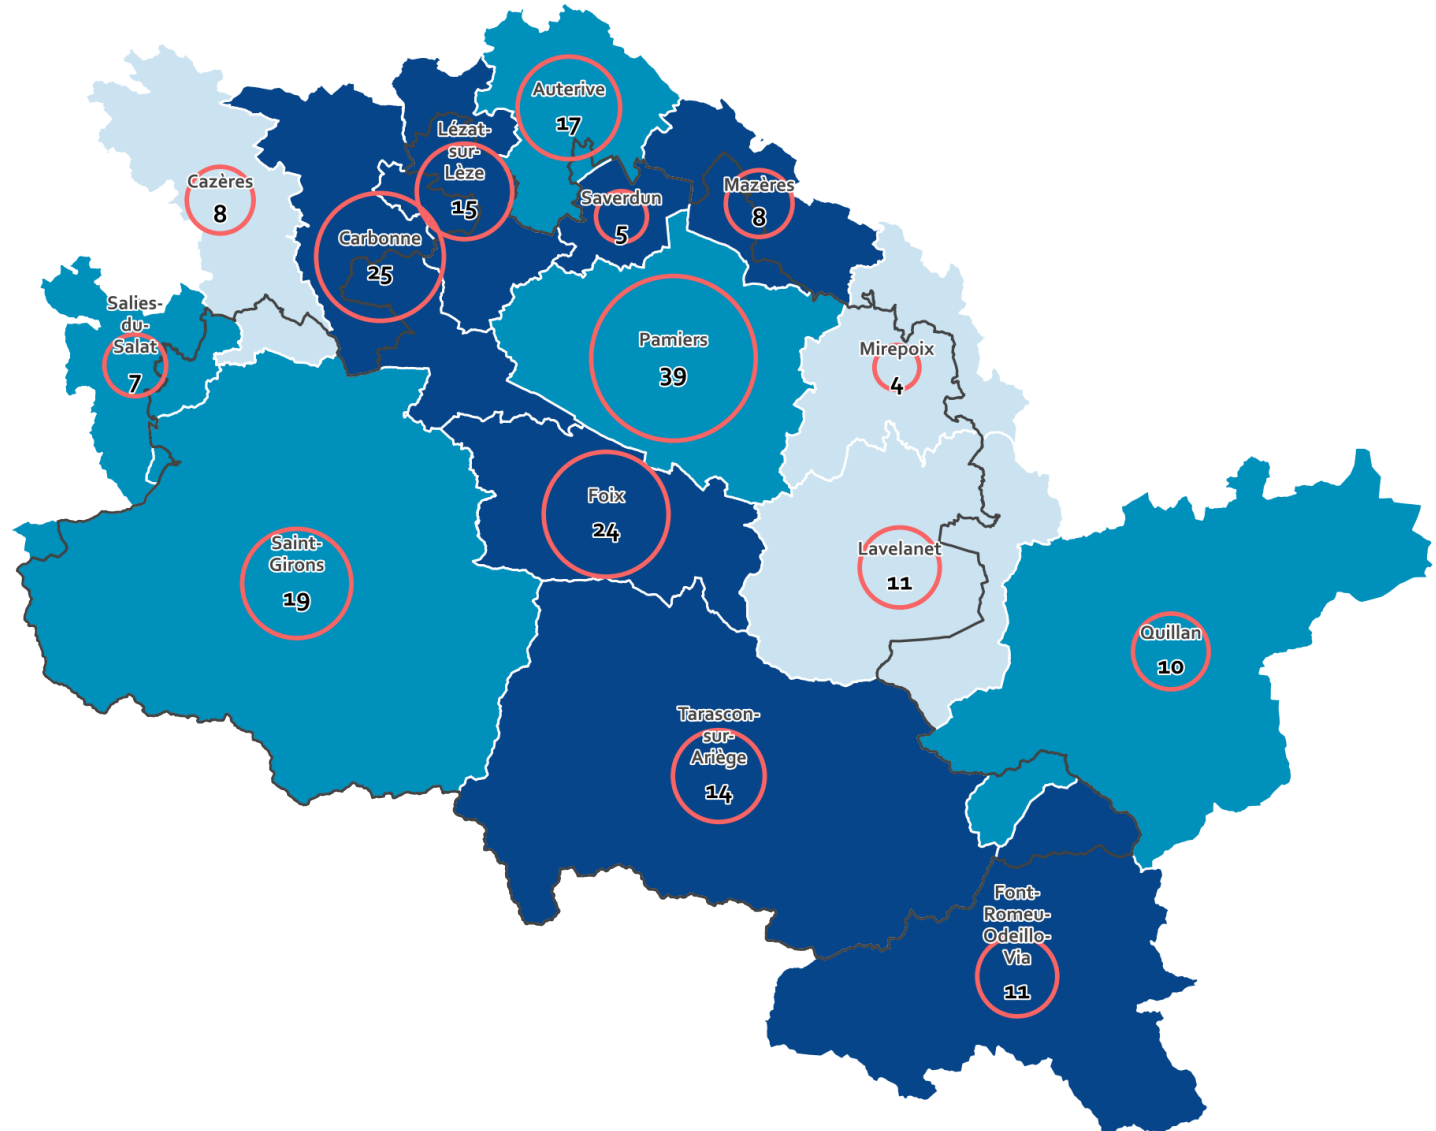 Auterive
17
Lézat-
sur-
Lèze
15
Cazères
8
Saverdun
5
Mazères
8
Carbonne
25
Salies-
du-
Salat
7
Pamiers
39
Mirepoix
4
Foix
24
Saint-
Girons
19
Lavelanet
11
Quillan
10
Tarascon-
sur-
Ariège
14
Font-
Romeu-
Odeillo-
Via
11